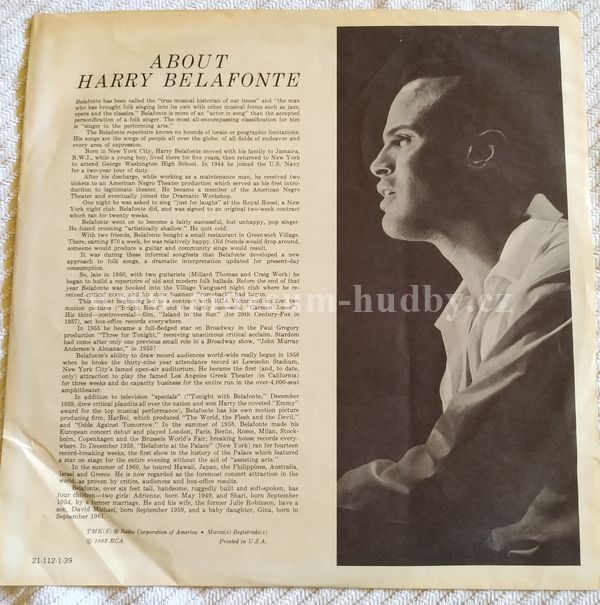 ABOUT
HARRY BELAFONTE
Belafonte has been called the "true musical historian of our times" and "the man
who has brought folk singing into its own with other musical forms such as jazz,
opera and the classics." Belafonte is more of an "actor in song" than the accepted
personification of a folk singer. The most all-encompassing classification for him
is "singer in the performing arts."
The Belafonte repertoire knows no bounds of locale or geographic limitations.
His songs are the songs of people all over the globe, of all fields of endeavor and
every area of expression.
Born in New York City, Harry Belafonte moved with his family to Jamaica,
B.W.I., while a young boy, lived there for five years, then returned to New York
to attend George Washington High School. In 1944 he joined the U.S. Navy
for a two-year tour of duty.
After his discharge, while working as a maintenance man, he received two
tickets to an American Negro Theater production which served as his first intro-
duction to legitimate theater. He became a member of the American Negro
Theater and eventually joined the Dramatic Workshop.
One night he was asked to sing "just for laughs" at the Royal Roost, a New
York night club. Belafonte did, and was signed to an original two-week contract
which ran for twenty weeks.
Belafonte went on to become a fairly successful, but unhappy, pop singer.
He found crooning "artistically shallow." He quit cold.
With two friends, Belafonte bought a small restaurant in Greenwich Village.
There, earning $70 a week, he was relatively happy. Old friends would drop around,
someone would produce a guitar and community sings would result.
It was during these informal songfests that Belafonte developed a new
approach to folk songs, a dramatic interpretation updated for present-day
consumption.
So, late in 1950, with two guitarists (Millard Thomas and Craig Work) he
began to build a repertoire of old and modern folk ballads. Before the end of that
year Belafonte was booked into the Village Vanguard night club where he re-
ceived critical acclaim. His show business "comeback" had begun.
This second beginning led to a contract with RCA Victor and then to
motion pictures ("Bright Road," the highly successful "Carmen Jones").
His third—controversial—film, "Island in the Sun" (for 20th Century-Fox in
1957), set box-office records everywhere.
In 1955 he became a full-fledged star on Broadway in the Paul Gregory
production "Three for Tonight," receiving unanimous critical acclaim. Stardom
had come after only one previous small role in a Broadway show, "John Murray
Anderson's Almanac," in 1953!
Belafonte's ability to draw record audiences world-wide really began in 1956
when he broke the thirty-nine year attendance record at Lewisohn Stadium,
New York City's famed open-air auditorium. He became the first (and, to date,
only) attraction to play the famed Los Angeles Greek Theater (in California)
for three weeks and do capacity business for the entire run in the over-4,000-seat
amphitheater.
In addition to television "specials" ("Tonight with Belafonte," December
1959, drew critical plaudits all over the nation and won Harry the coveted "Emmy"
award for the top musical performance), Belafonte has his own motion picture
producing firm, HarBel, which produced "The World, the Flesh and the Devil,"
and "Odds Against Tomorrow." In the summer of 1958, Belafonte made his
European concert debut and played London, Paris, Berlin, Rome, Milan, Stock-
holm, Copenhagen and the Brussels World's Fair, breaking house records every-
where. In December 1959, "Belafonte at the Palace" (New York) ran for fourteen
record-breaking weeks, the first show in the history of the Palace which featured
a star on stage for the entire evening without the aid of "assisting acts."
In the summer of 1960, he toured Hawaii, Japan, the Philippines, Australia,
Israel and Greece. He is now regarded as the foremost concert attraction in the
world, as proven by critics, audiences and box-office results.
Belafonte, over six feet tall, handsome, ruggedly built and soft-spoken, has
four children—two girls: Adrienne, born May 1949, and Shari, born September
1954, by a former marriage. He and his wife, the former Julie Robinson, have a
son, David Michael, born September 1959, and a baby daughter, Gina, born in
September 1961.
TMK(S) ® Radio Corporation of America • Marca(s) Registrada(s)
© 1962 RCA Printed in U.S.A.
21-112-1-39